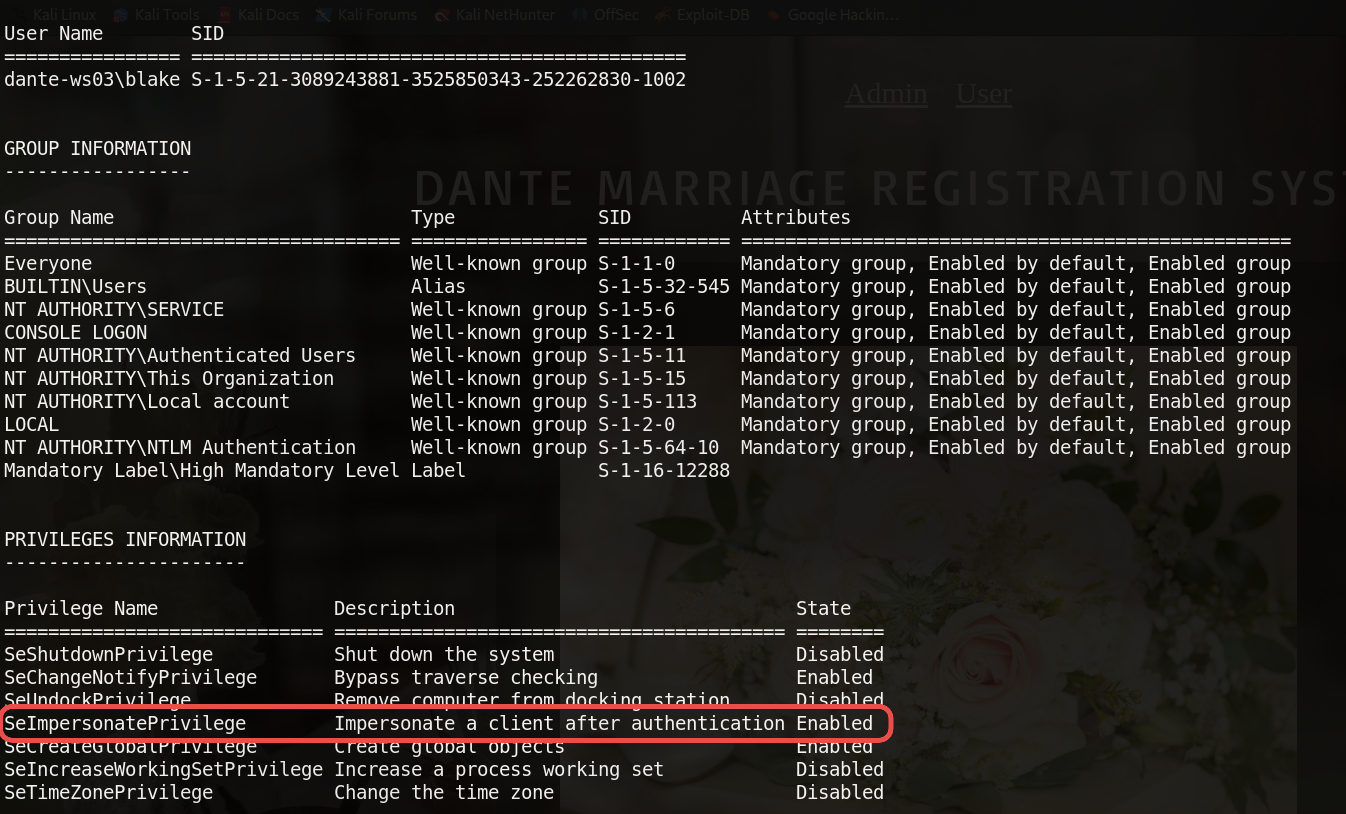 Kali Linux Kali Tools Kali Docs Kali Forums Kali NetHunter OffSec Exploit-DB Google Hackin...
User Name SID
================ =============================================
dante-ws03\blake S-1-5-21-3089243881-3525850343-252262830-1002
Admin User
GROUP INFORMATION
-----------------
DANTE MARRIAGE REGISTRATION SYST
Group Name Type SID Attributes
==================================== ================ ============ ==================================================
Everyone Well-known group S-1-1-0 Mandatory group, Enabled by default, Enabled group
BUILTIN\Users Alias S-1-5-32-545 Mandatory group, Enabled by default, Enabled group
NT AUTHORITY\SERVICE Well-known group S-1-5-6 Mandatory group, Enabled by default, Enabled group
CONSOLE LOGON Well-known group S-1-2-1 Mandatory group, Enabled by default, Enabled group
NT AUTHORITY\Authenticated Users Well-known group S-1-5-11 Mandatory group, Enabled by default, Enabled group
NT AUTHORITY\This Organization Well-known group S-1-5-15 Mandatory group, Enabled by default, Enabled group
NT AUTHORITY\Local account Well-known group S-1-5-113 Mandatory group, Enabled by default, Enabled group
LOCAL Well-known group S-1-2-0 Mandatory group, Enabled by default, Enabled group
NT AUTHORITY\NTLM Authentication Well-known group S-1-5-64-10 Mandatory group, Enabled by default, Enabled group
Mandatory Label\High Mandatory Level Label S-1-16-12288
PRIVILEGES INFORMATION
----------------------
Privilege Name Description State
============================= ========================================= ========
SeShutdownPrivilege Shut down the system Disabled
SeChangeNotifyPrivilege Bypass traverse checking Enabled
SeUndockPrivilege Remove computer from docking station Disabled
SeImpersonatePrivilege Impersonate a client after authentication Enabled
SeCreateGlobalPrivilege Create global objects Enabled
SeIncreaseWorkingSetPrivilege Increase a process working set Disabled
SeTimeZonePrivilege Change the time zone Disabled